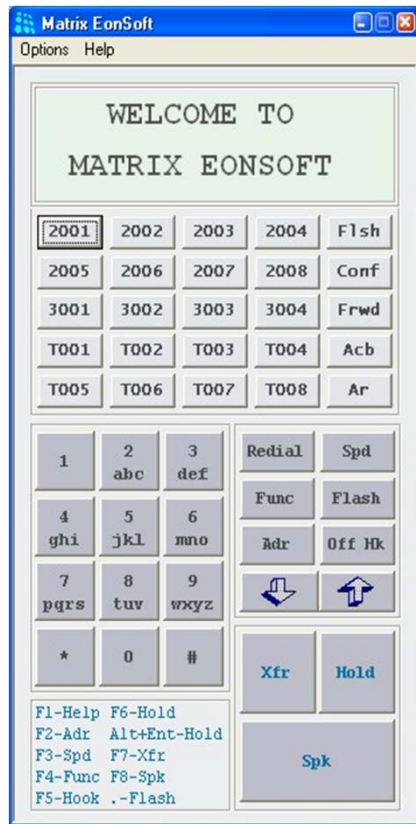 Matrix EonSoft
Options Help
WELCOME TO
MATRIX EONSOFT
2001 2002 2003 2004 Flsh
2005 2006 2007 2008 Conf
3001 3002 3003 3004 Frwd
T001 T002 T003 T004 Acb
T005 T006 T007 T008 Ar
1 2 abc 3 def
4 ghi 5 jkl 6 mno
7 pqrs 8 tuv 9 wxyz
* 0 #
Redial Spd
Func Flash
Adr Off Hk
Xfr Hold
Spk
F1-Help F6-Hold
F2-Adr Alt+Ent-Hold
F3-Spd F7-Xfr
F4-Func F8-Spk
F5-Hook .-Flash